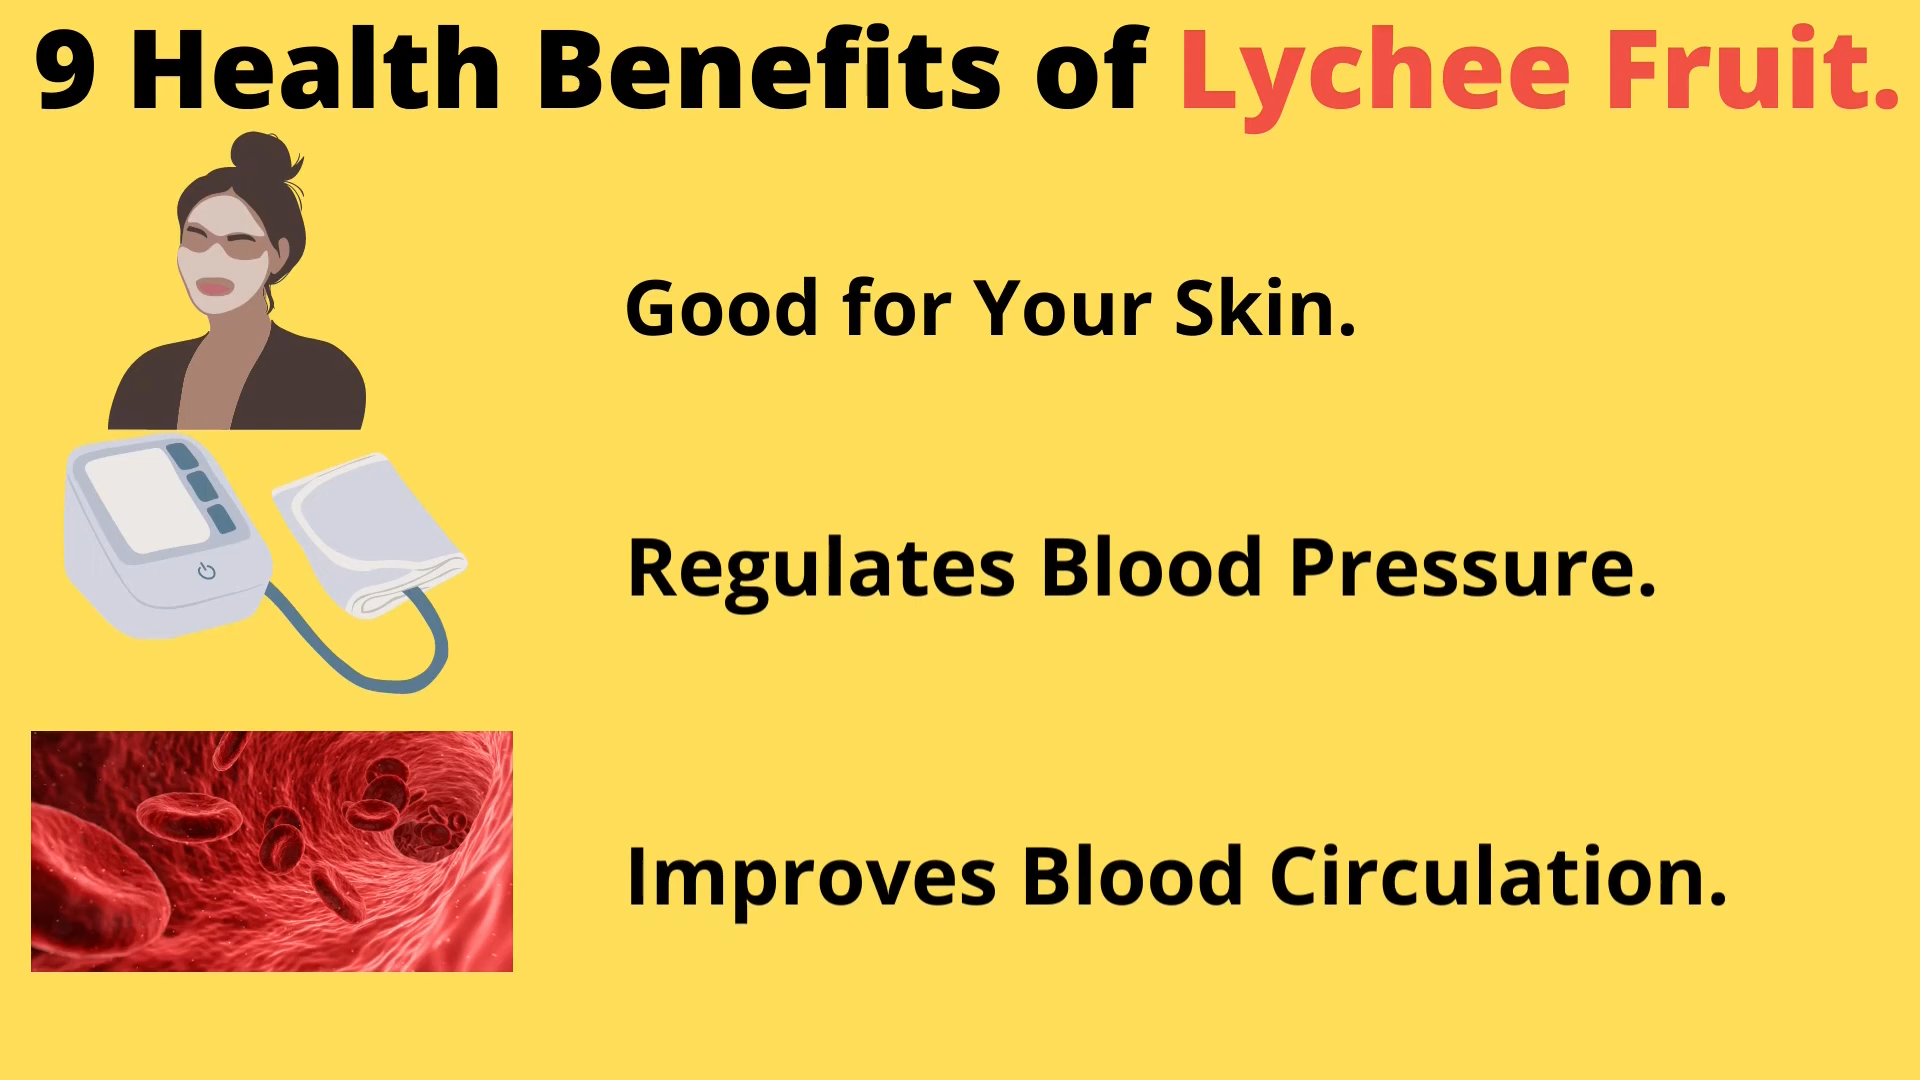 9 Health Benefits of Lychee Fruit.
Good for Your Skin.
Regulates Blood Pressure.
Improves Blood Circulation.